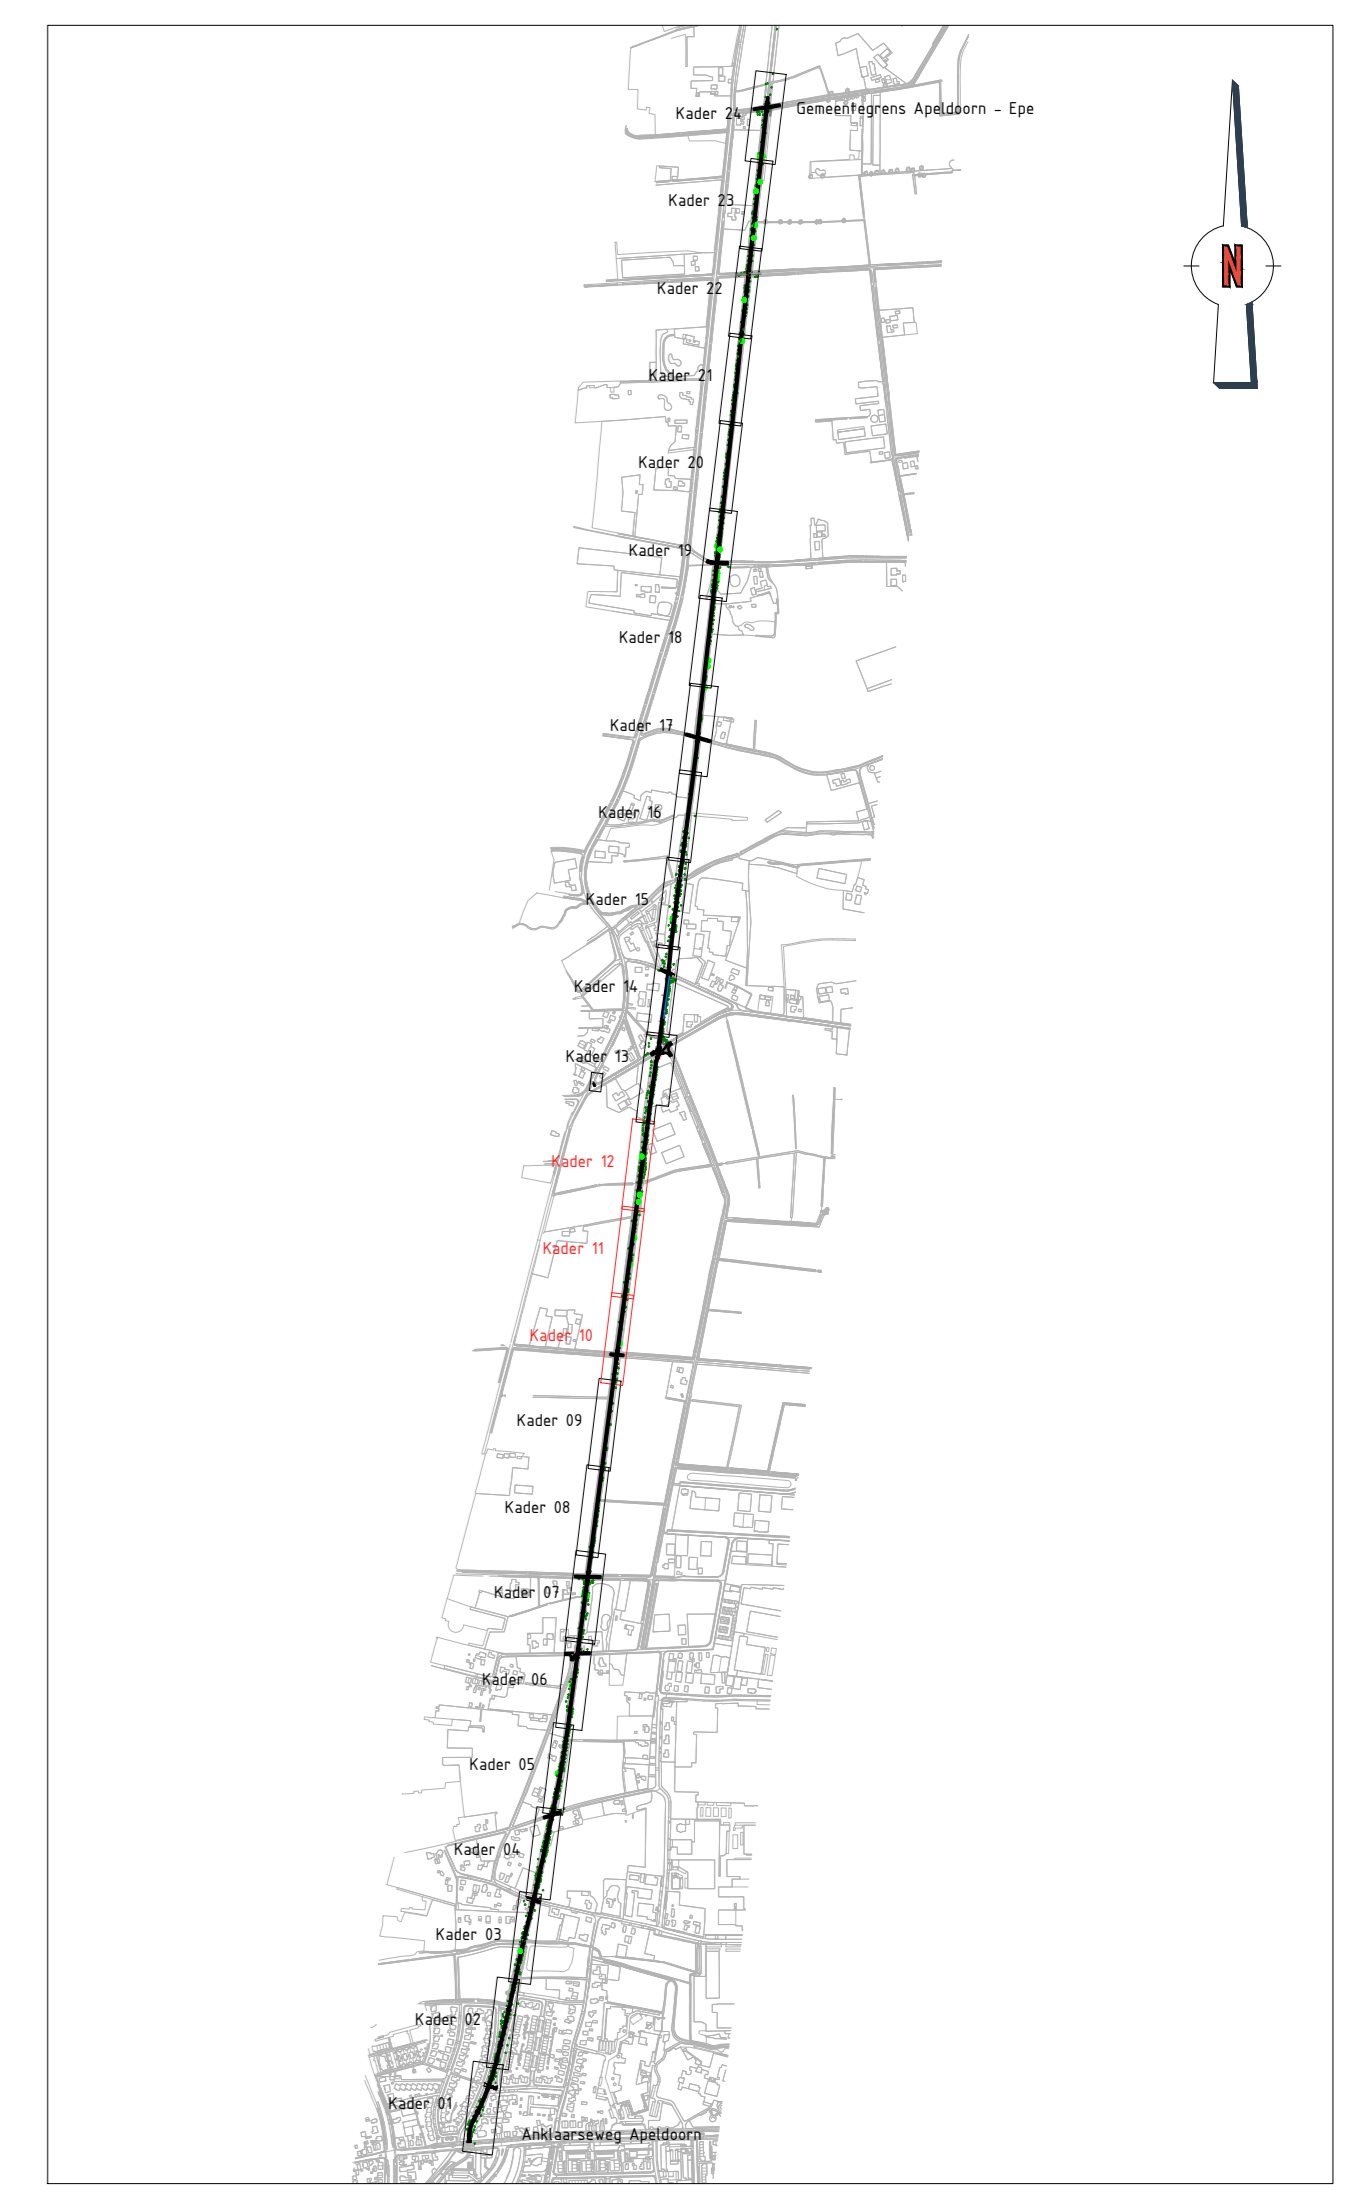 Kader 24
Gemeentegrens Apeldoorn - Epe
Kader 23
N
Kader 22
Kader 21
Kader 20
Kader 19
Kader 18
Kader 17
Kader 16
Kader 15
Kader 14
Kader 13
Kader 12
Kader 11
Kader 10
Kader 09
Kader 08
Kader 07
Kader 06
Kader 05
Kader 04
Kader 03
Kader 02
Kader 01
Anklaarseweg Apeldoorn